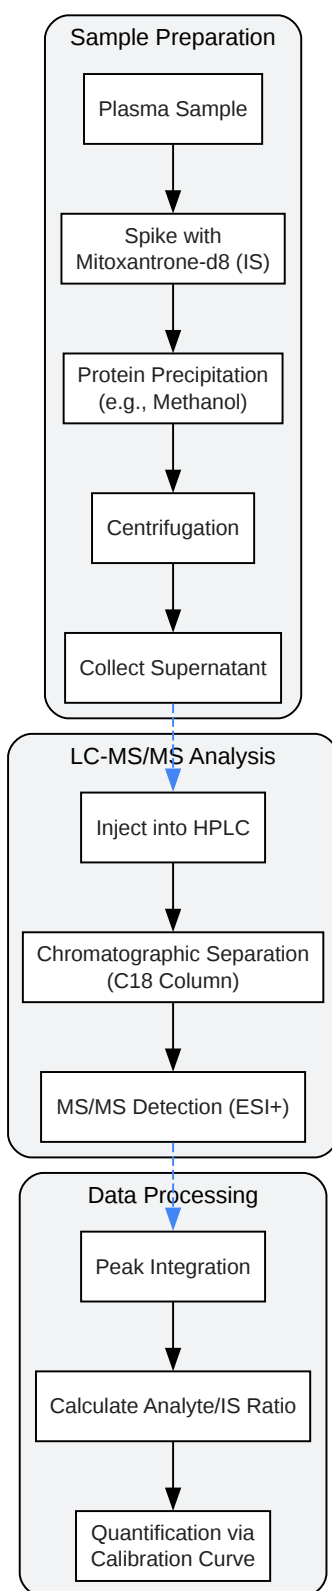 Sample Preparation
Plasma Sample
Spike with
Mitoxantrone-d8 (IS)
Protein Precipitation
(e.g., Methanol)
Centrifugation
Collect Supernatant
LC-MS/MS Analysis
Inject into HPLC
Chromatographic Separation
(C18 Column)
MS/MS Detection (ESI+)
Data Processing
Peak Integration
Calculate Analyte/IS Ratio
Quantification via
Calibration Curve